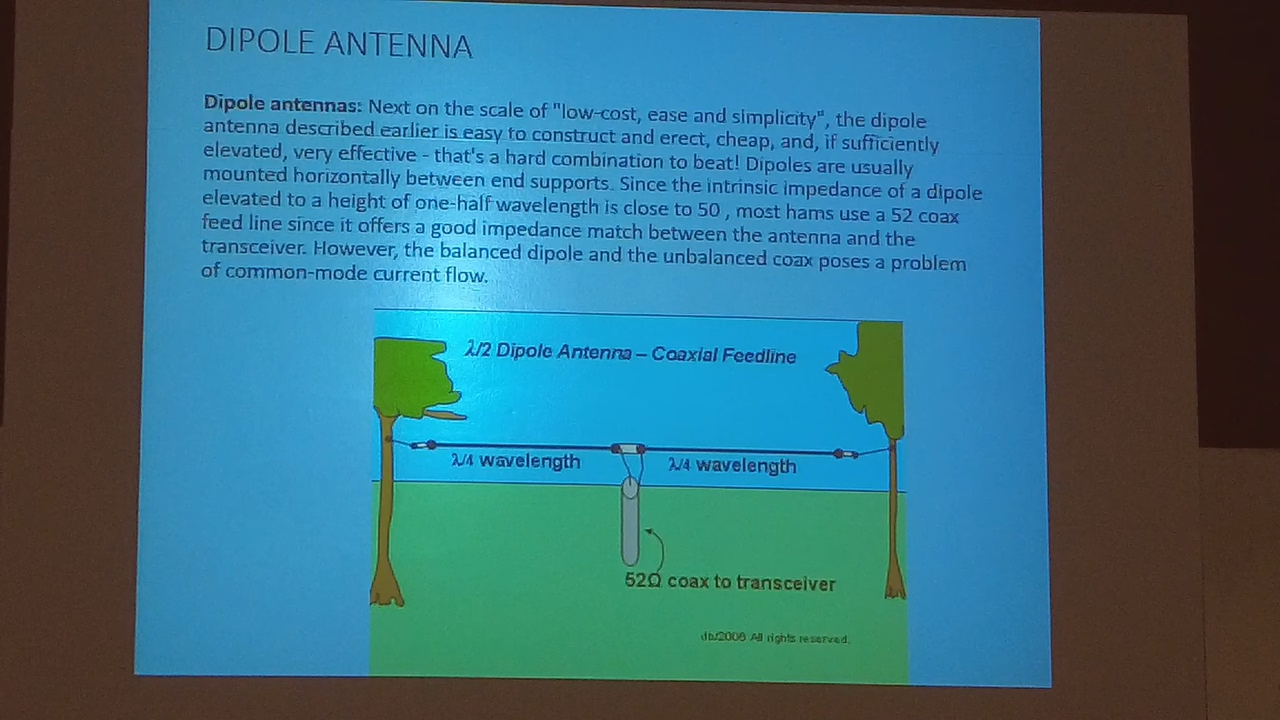 DIPOLE ANTENNA
Dipole antennas: Next on the scale of "low-cost, ease and simplicity", the dipole
antenna described earlier is easy to construct and erect, cheap, and, if sufficiently
elevated, very effective - that's a hard combination to beat! Dipoles are usually
mounted horizontally between end supports. Since the intrinsic impedance of a dipole
elevated to a height of one-half wavelength is close to 50 , most hams use a 52 coax
feed line since it offers a good impedance match between the antenna and the
transceiver. However, the balanced dipole and the unbalanced coax poses a problem
of common-mode current flow.
λ/2 Dipole Antenna – Coaxial Feedline
λ/4 wavelength
λ/4 wavelength
52Ω coax to transceiver
db/2008 All rights reserved.